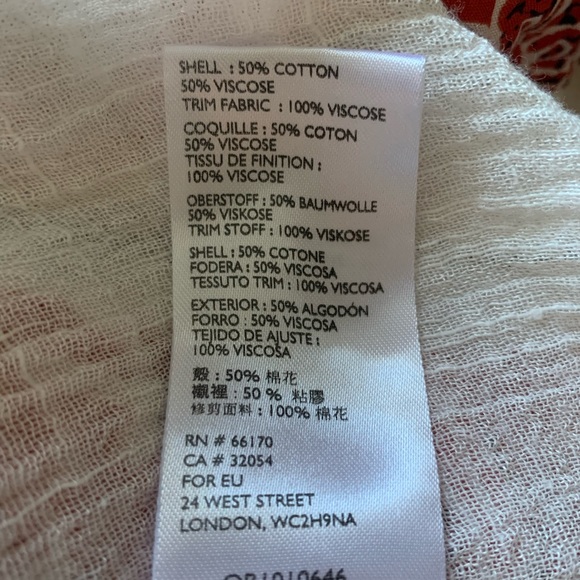 SHELL : 50% COTTON
50% VISCOSE
TRIM FABRIC : 100% VISCOSE
COQUILLE : 50% COTON
50% VISCOSE
TISSU DE FINITION :
100% VISCOSE
OBERSTOFF : 50% BAUMWOLLE
50% VISKOSE
TRIM STOFF : 100% VISKOSE
SHELL : 50% COTONE
FODERA : 50% VISCOSA
TESSUTO TRIM : 100% VISCOSA
EXTERIOR : 50% ALGODÓN
FORRO : 50% VISCOSA
TEJIDO DE AJUSTE :
100% VISCOSA
殼 : 50% 棉花
襯裡 : 50 % 粘膠
修剪面料 : 100% 棉花
RN # 66170
CA # 32054
FOR EU
24 WEST STREET
LONDON, WC2H9NA